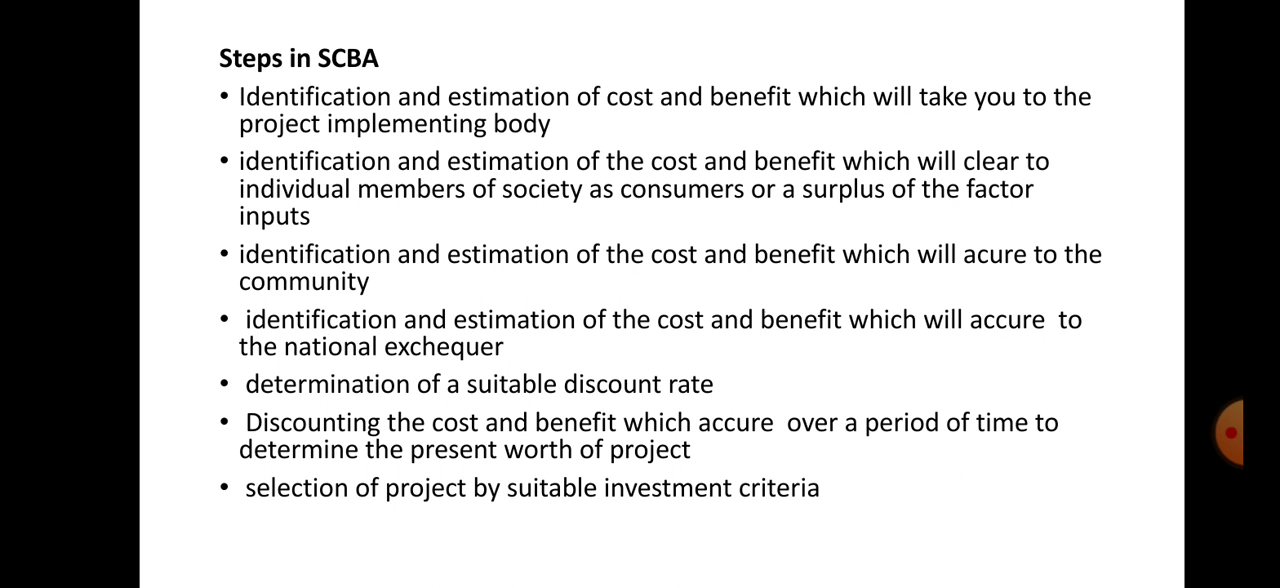 Steps in SCBA
• Identification and estimation of cost and benefit which will take you to the
project implementing body
• identification and estimation of the cost and benefit which will clear to
individual members of society as consumers or a surplus of the factor
inputs
• identification and estimation of the cost and benefit which will acure to the
community
• identification and estimation of the cost and benefit which will accure to
the national exchequer
• determination of a suitable discount rate
• Discounting the cost and benefit which accure over a period of time to
determine the present worth of project
• selection of project by suitable investment criteria